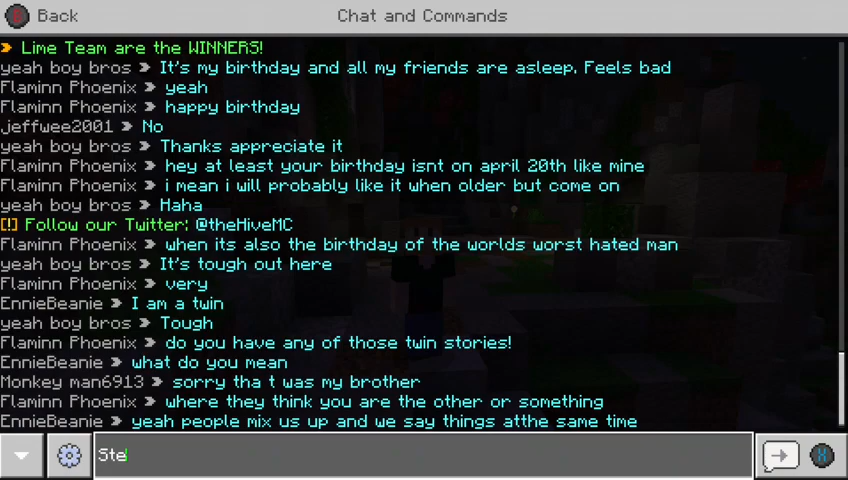 Back
Chat and Commands
Lime Team are the WINNERS!
yeah boy bros » It's my birthday and all my friends are asleep. Feels bad
Flaminn Phoenix » yeah
Flaminn Phoenix » happy birthday
jeffwee2001 » No
yeah boy bros » Thanks appreciate it
Flaminn Phoenix » hey at least your birthday isnt on april 20th like mine
Flaminn Phoenix » i mean i will probably like it when older but come on
yeah boy bros » Haha
[!] Follow our Twitter: @theHiveMC
Flaminn Phoenix » when its also the birthday of the worlds worst hated man
yeah boy bros » It's tough out here
Flaminn Phoenix » very
EnnieBeanie » I am a twin
yeah boy bros » Tough
Flaminn Phoenix » do you have any of those twin stories!
EnnieBeanie » what do you mean
Monkey man6913 » sorry tha t was my brother
Flaminn Phoenix » where they think you are the other or something
EnnieBeanie » yeah people mix us up and we say things atthe same time
Ste
X